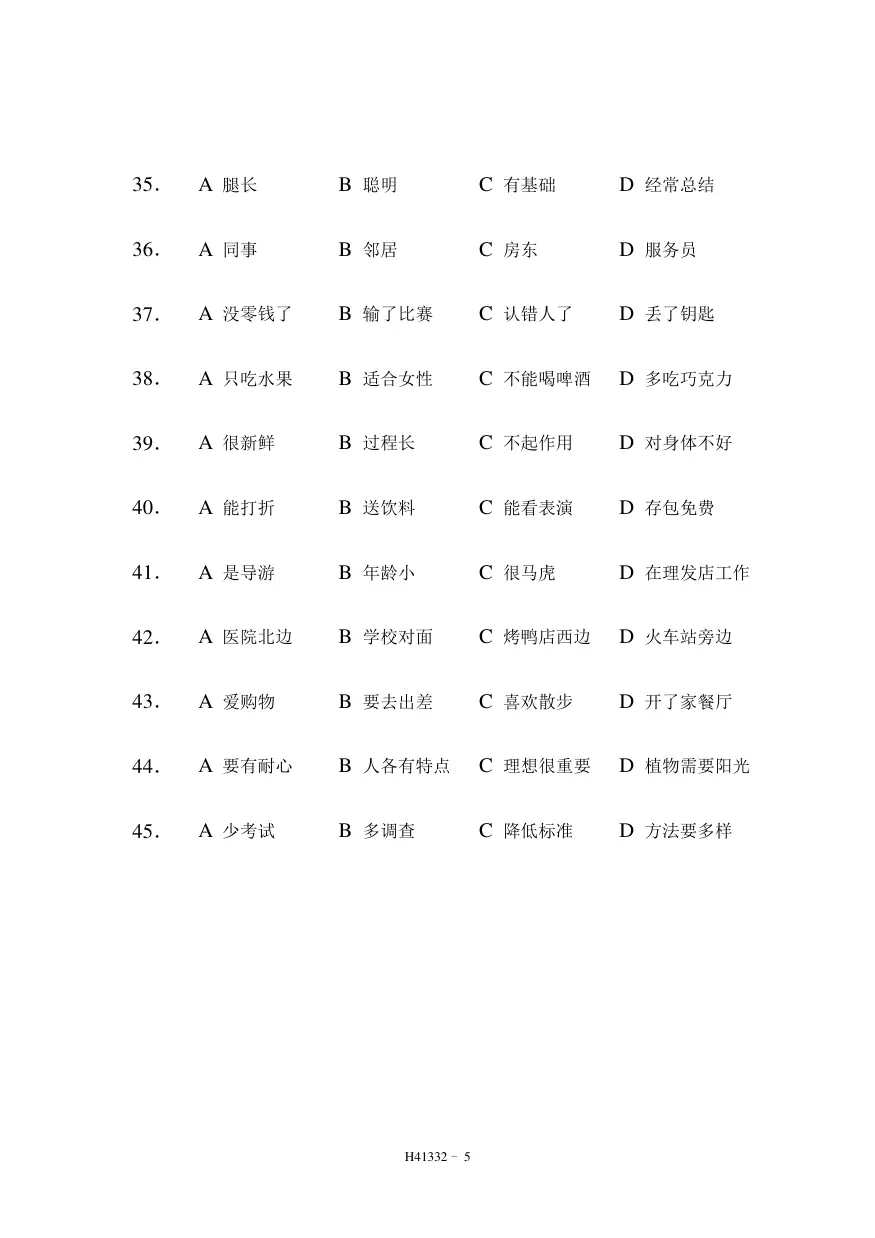 35． A 腿长 B 聪明 C 有基础 D 经常总结
36． A 同事 B 邻居 C 房东 D 服务员
37． A 没零钱了 B 输了比赛 C 认错人了 D 丢了钥匙
38． A 只吃水果 B 适合女性 C 不能喝啤酒 D 多吃巧克力
39． A 很新鲜 B 过程长 C 不起作用 D 对身体不好
40． A 能打折 B 送饮料 C 能看表演 D 存包免费
41． A 是导游 B 年龄小 C 很马虎 D 在理发店工作
42． A 医院北边 B 学校对面 C 烤鸭店西边 D 火车站旁边
43． A 爱购物 B 要去出差 C 喜欢散步 D 开了家餐厅
44． A 要有耐心 B 人各有特点 C 理想很重要 D 植物需要阳光
45． A 少考试 B 多调查 C 降低标准 D 方法要多样
H41332－ 5